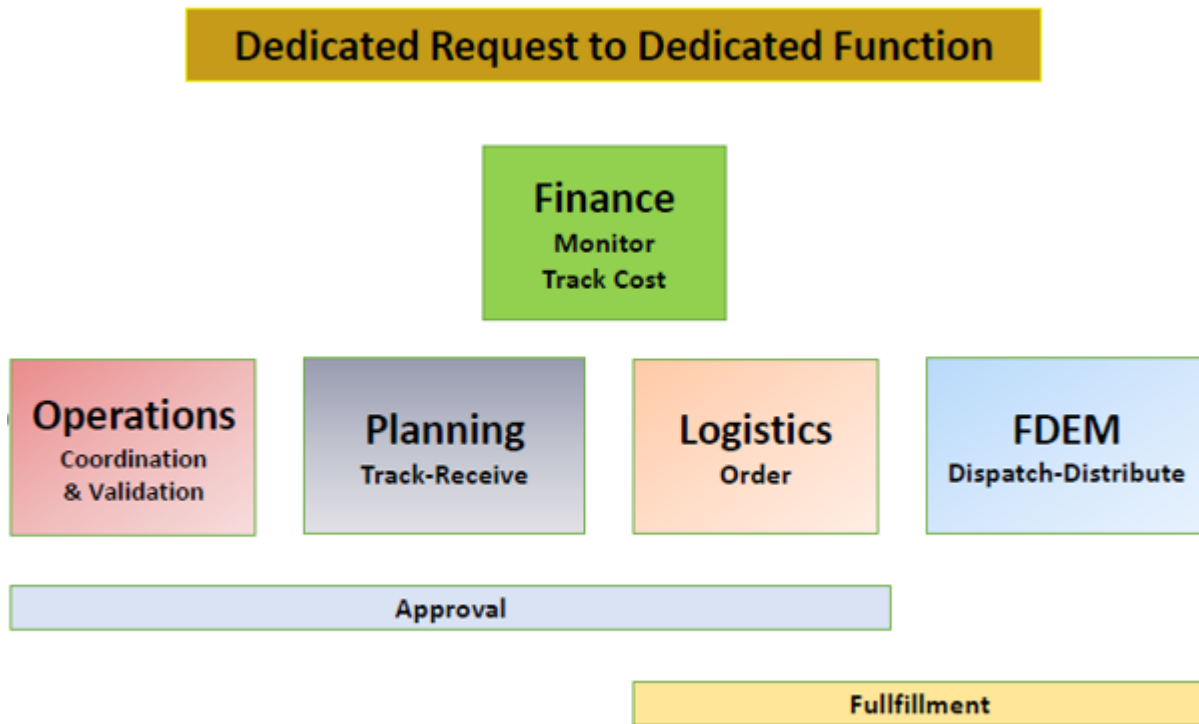 Dedicated Request to Dedicated Function
Finance
Monitor
Track Cost
Operations
Coordination
& Validation
Planning
Track-Receive
Logistics
Order
FDEM
Dispatch-Distribute
Approval
Fullfillment